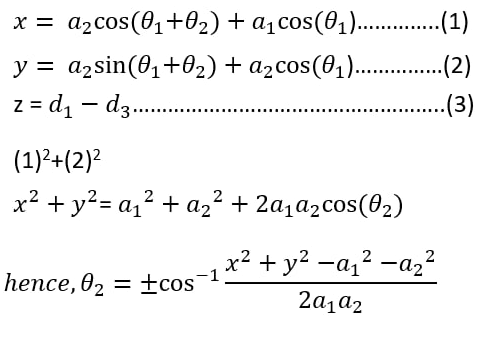 x = a₂cos(θ₁+θ₂) + a₁cos(θ₁)..............(1)
y = a₂sin(θ₁+θ₂) + a₂cos(θ₁)...............(2)
z = d₁ − d₃......................................................(3)
(1)²+(2)²
x² + y²= a₁² + a₂² + 2a₁a₂cos(θ₂)
hence, θ₂ = ±cos⁻¹ (x² + y² −a₁² −a₂²) / (2a₁a₂)